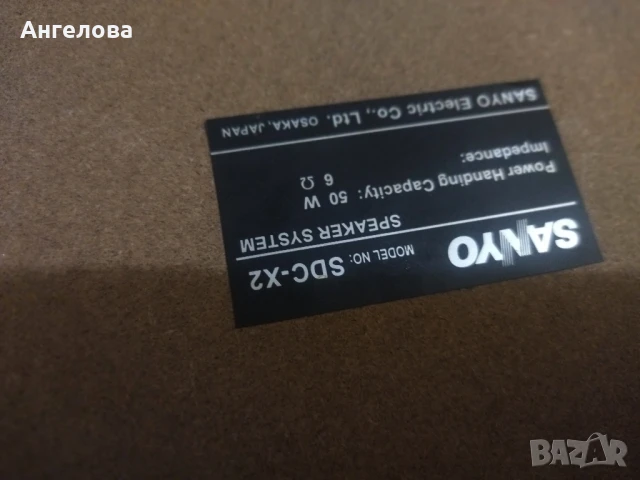 Ангелова
SANYO MODEL NO: SDC-X2
SPEAKER SYSTEM
Power Handing Capacity: 50 W
Impedance: 6 Ω
SANYO Electric Co., Ltd. OSAKA, JAPAN
BAZAR